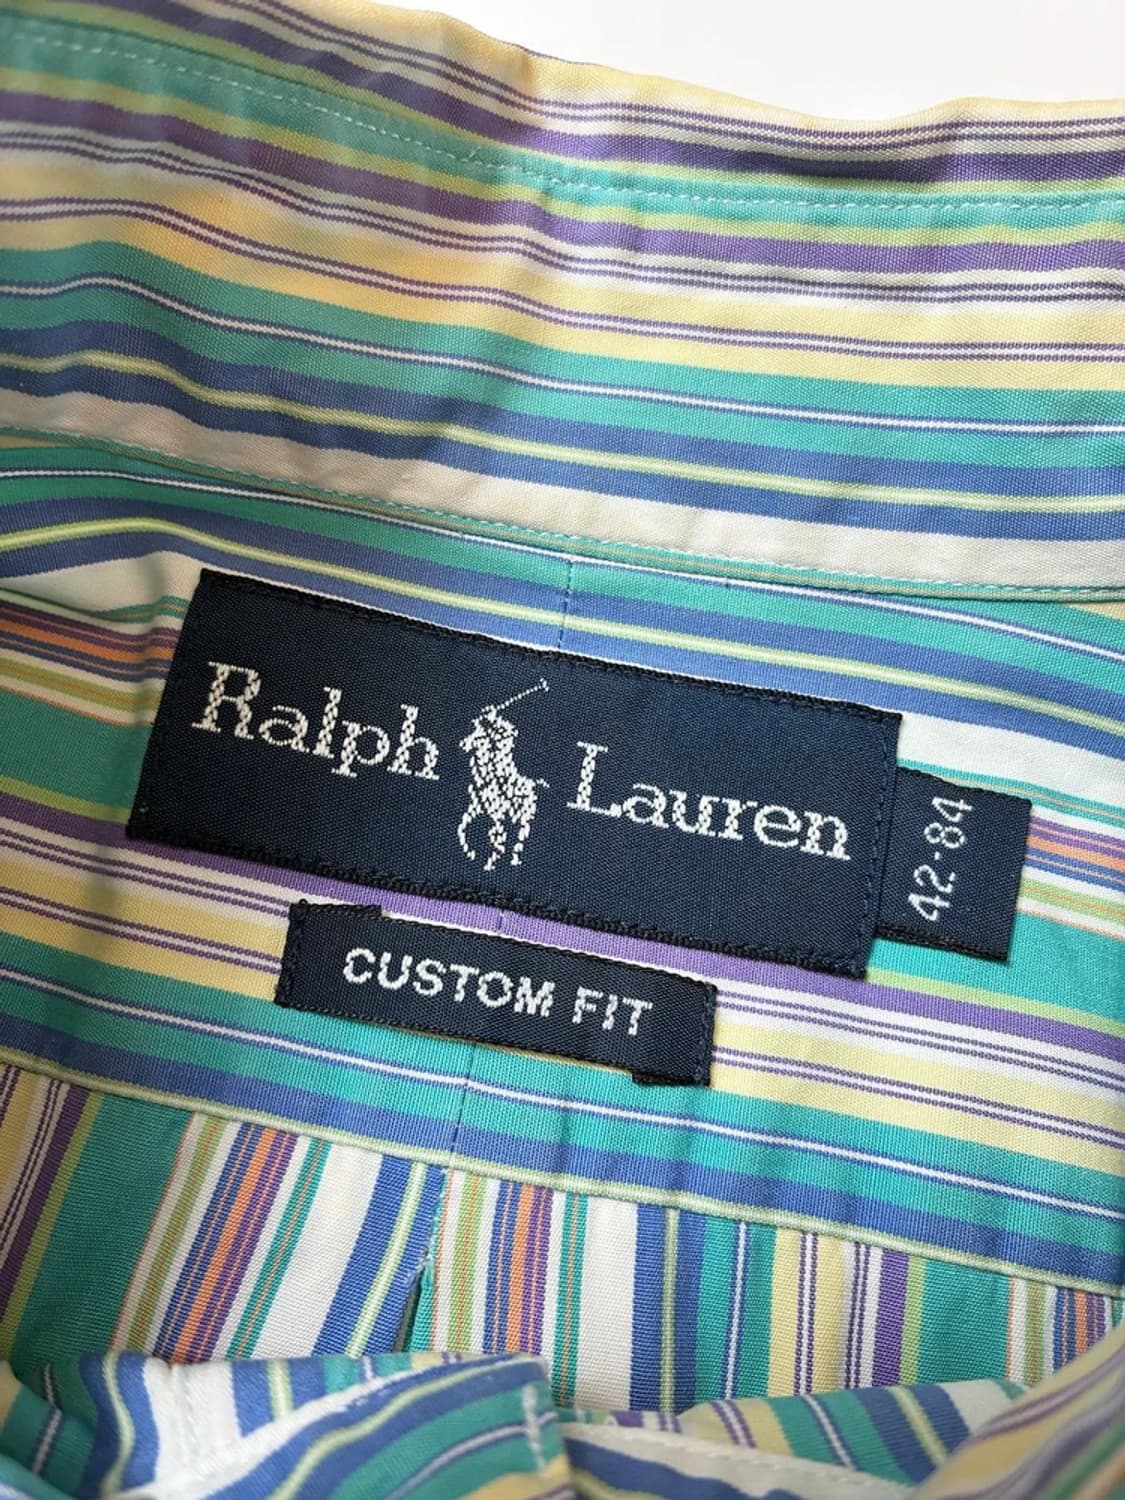 Ralph Lauren
42-84
CUSTOM FIT